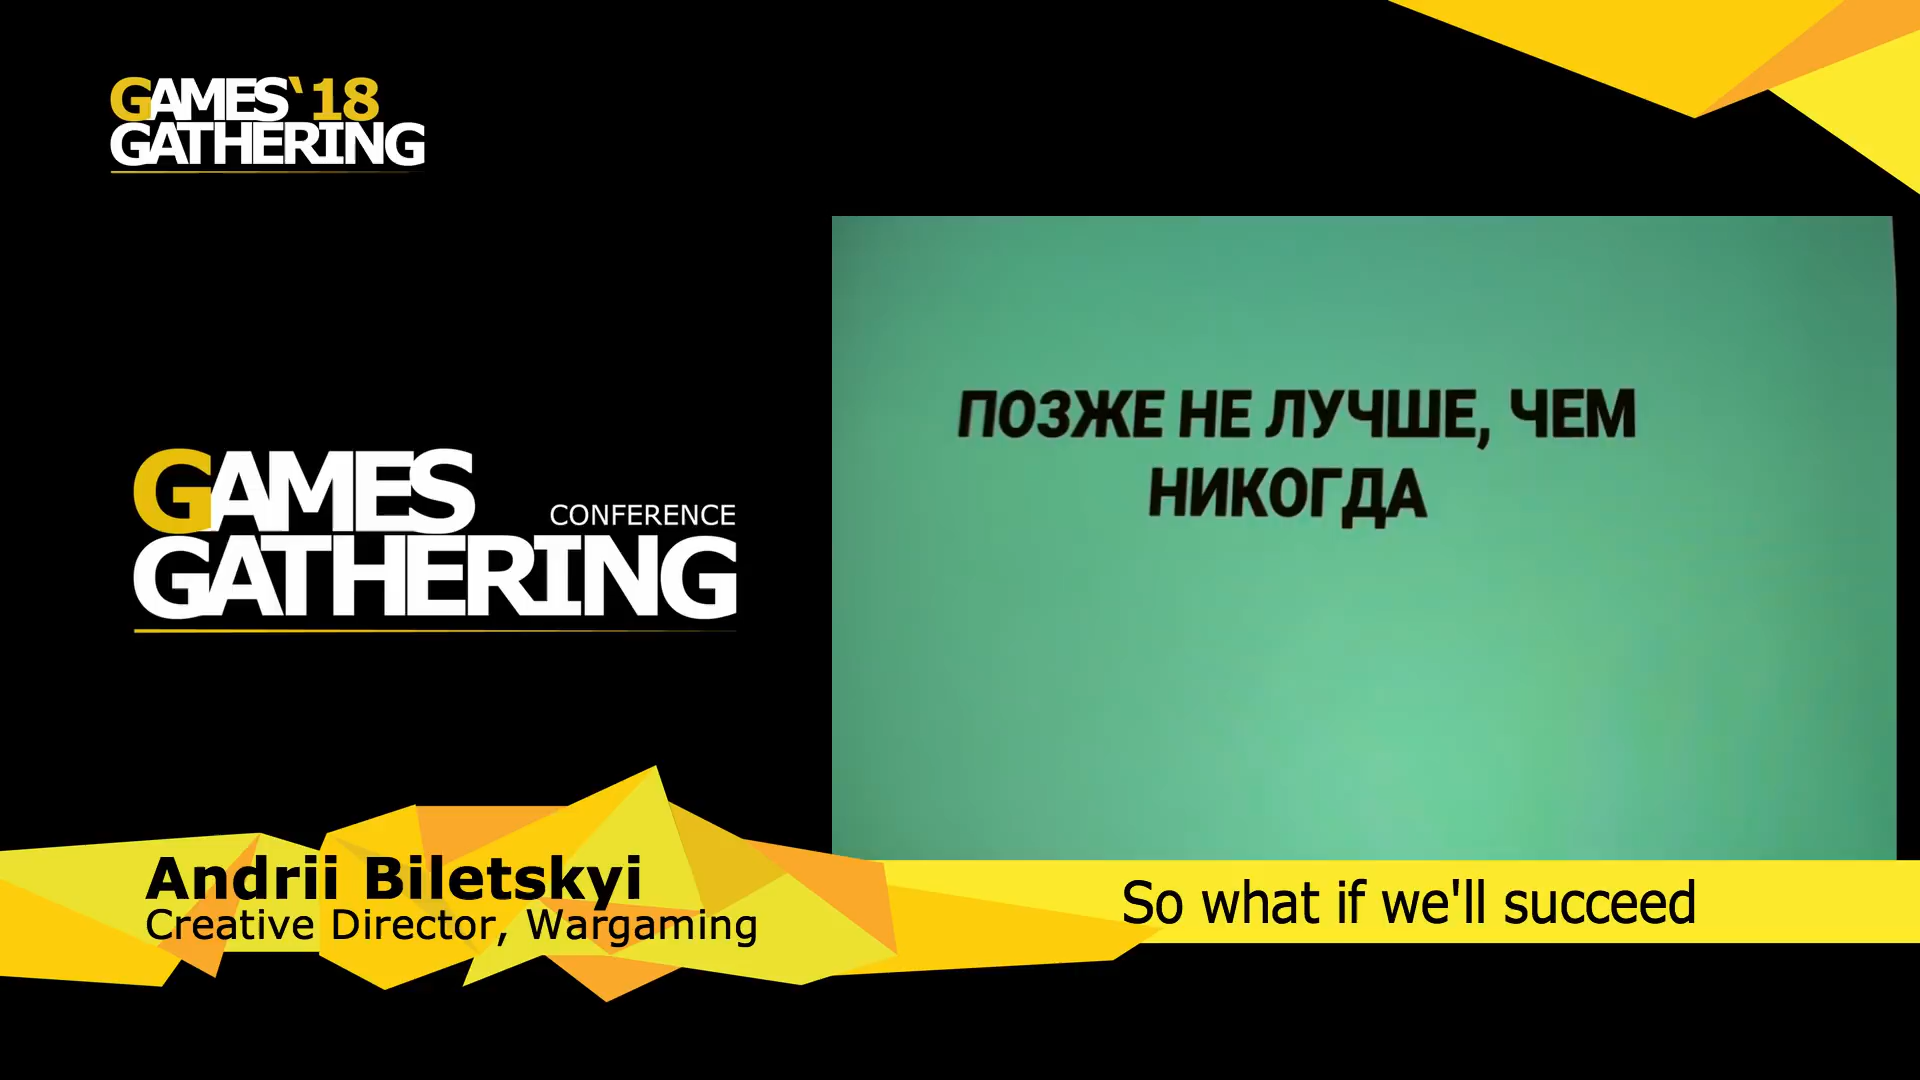 GAMES‘18
GATHERING
GAMES
CONFERENCE
GATHERING
ПОЗЖЕ НЕ ЛУЧШЕ, ЧЕМ
НИКОГДА
Andrii Biletskyi
Creative Director, Wargaming
So what if we'll succeed